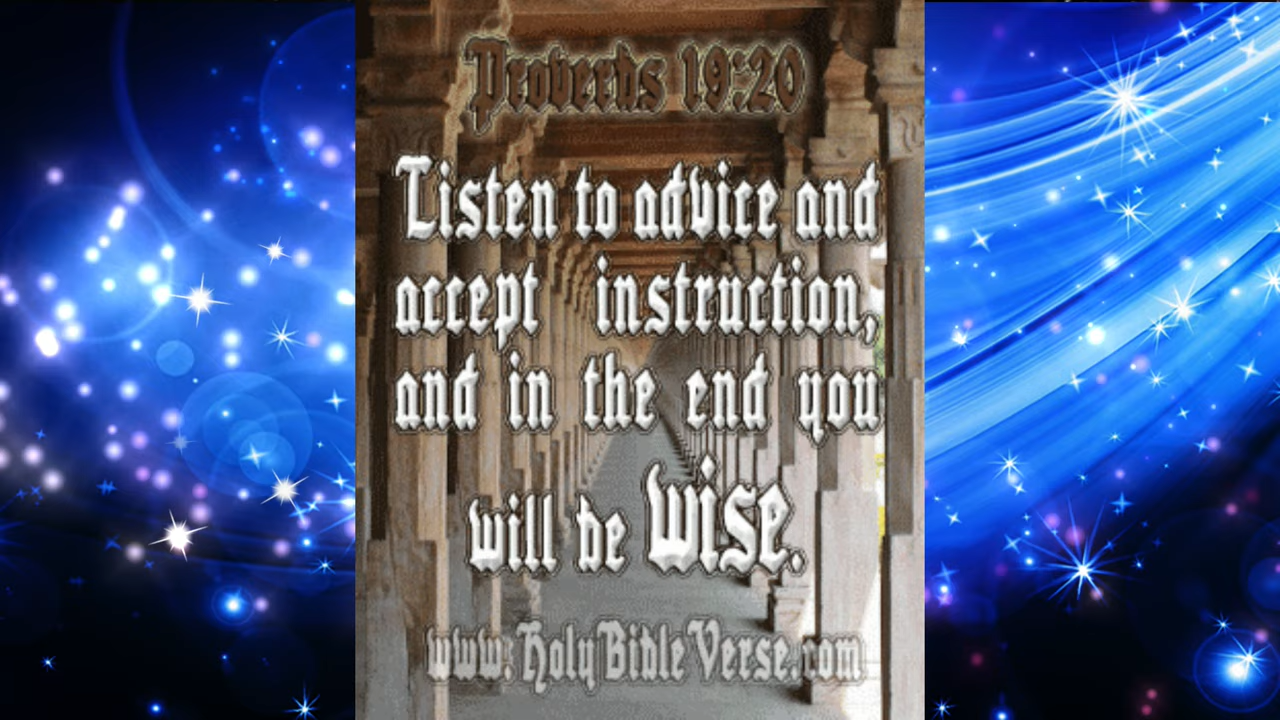 Proverbs 19:20
Listen to advice and
accept instruction,
and in the end you
will be wise.
www.HolyBibleVerse.com